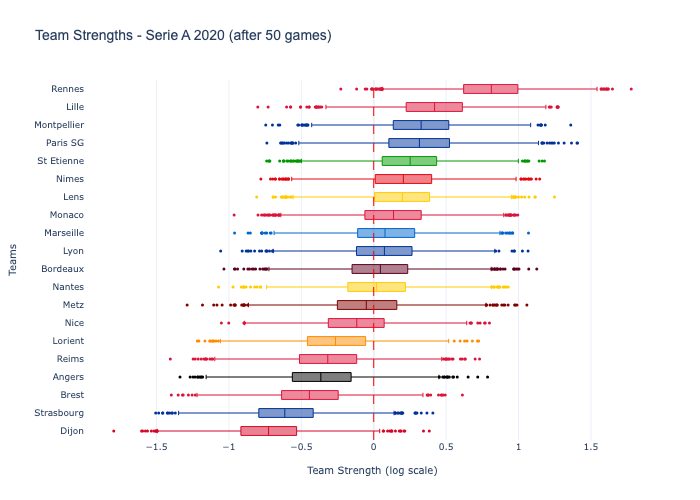 Team Strengths - Serie A 2020 (after 50 games)
Rennes
Lille
Montpellier
Paris SG
St Etienne
Nimes
Lens
Monaco
Marseille
Lyon
Bordeaux
Nantes
Metz
Nice
Lorient
Reims
Angers
Brest
Strasbourg
Dijon
Teams
−1.5 −1 −0.5 0 0.5 1 1.5
Team Strength (log scale)